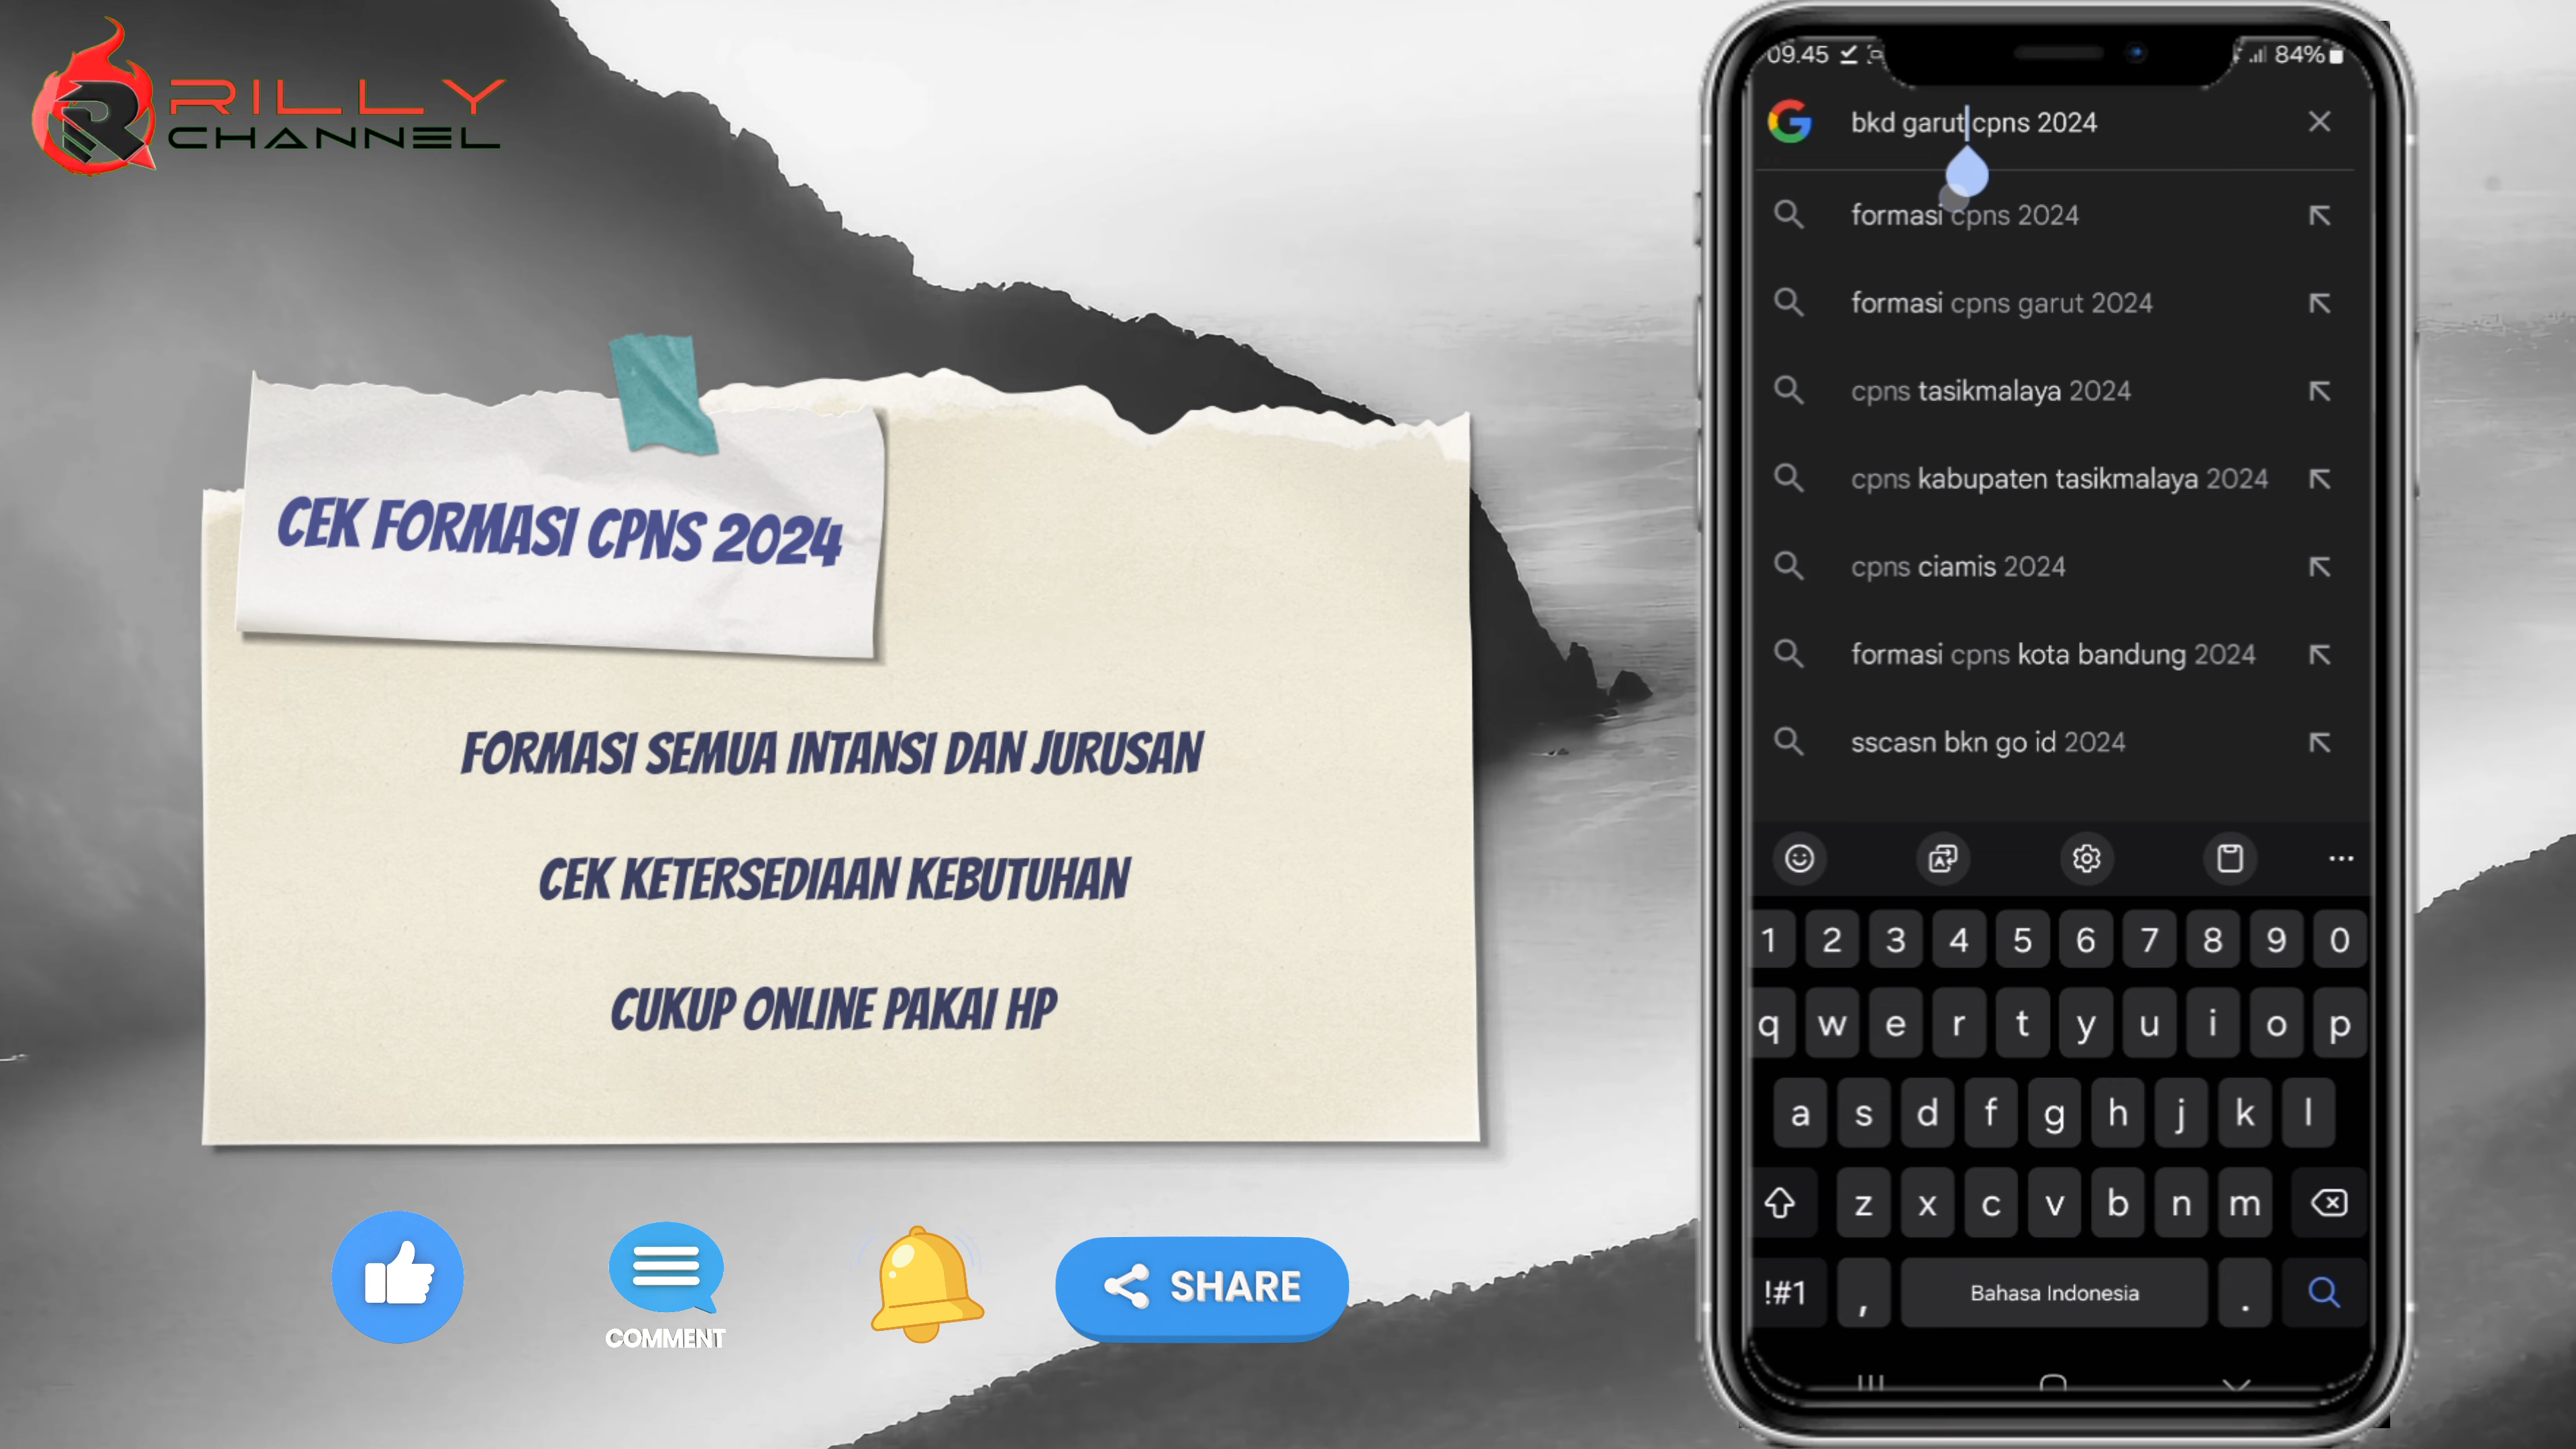 RILLY
CHANNEL
CEK FORMASI CPNS 2024
FORMASI SEMUA INTANSI DAN JURUSAN
CEK KETERSEDIAAN KEBUTUHAN
CUKUP ONLINE PAKAI HP
COMMENT
SHARE
09.45 84%
bkd garut cpns 2024
formasi cpns 2024
formasi cpns garut 2024
cpns tasikmalaya 2024
cpns kabupaten tasikmalaya 2024
cpns ciamis 2024
formasi cpns kota bandung 2024
sscasn bkn go id 2024
1 2 3 4 5 6 7 8 9 0
q w e r t y u i o p
a s d f g h j k l
z x c v b n m
!#1 , Bahasa Indonesia .